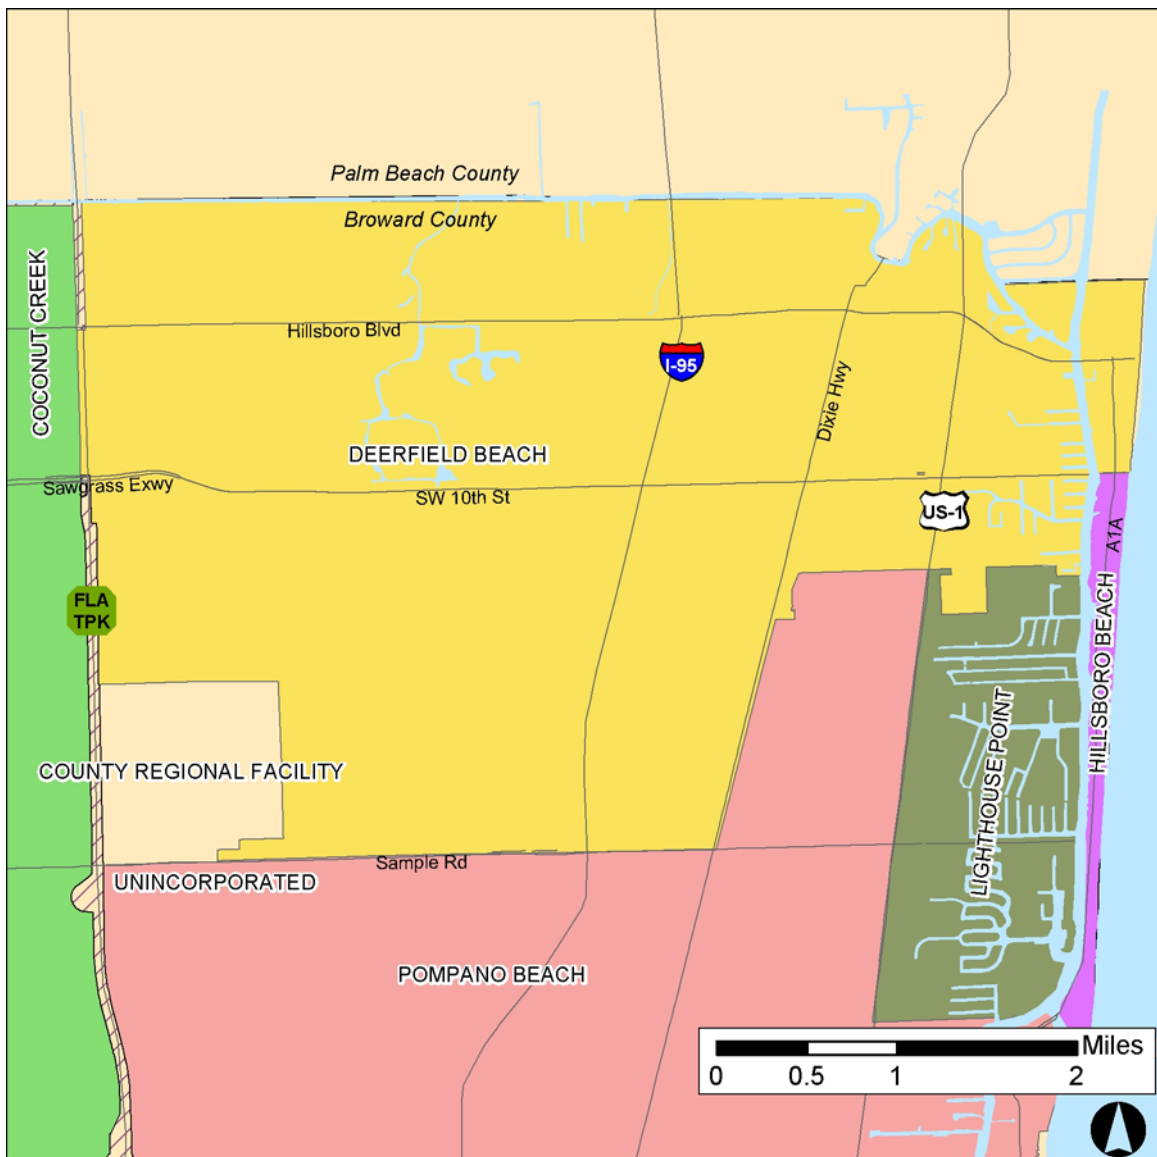 Palm Beach County
Broward County
COCONUT CREEK
Hillsboro Blvd
I-95
Dixie Hwy
DEERFIELD BEACH
Sawgrass Exwy
SW 10th St
US-1
A1A
FLA
TPK
HILLSBORO BEACH
LIGHTHOUSE POINT
COUNTY REGIONAL FACILITY
Sample Rd
UNINCORPORATED
POMPANO BEACH
Miles
0 0.5 1 2